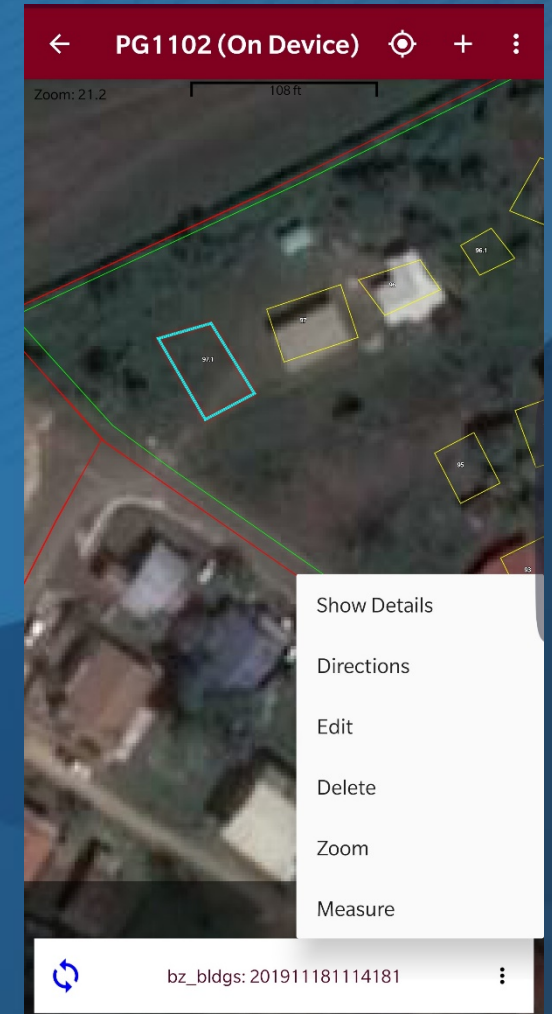 PG1102 (On Device)
Zoom: 21.2
108 ft
96.1
97
97.1
95
93
Show Details
Directions
Edit
Delete
Zoom
Measure
bz_bldgs: 201911181114181